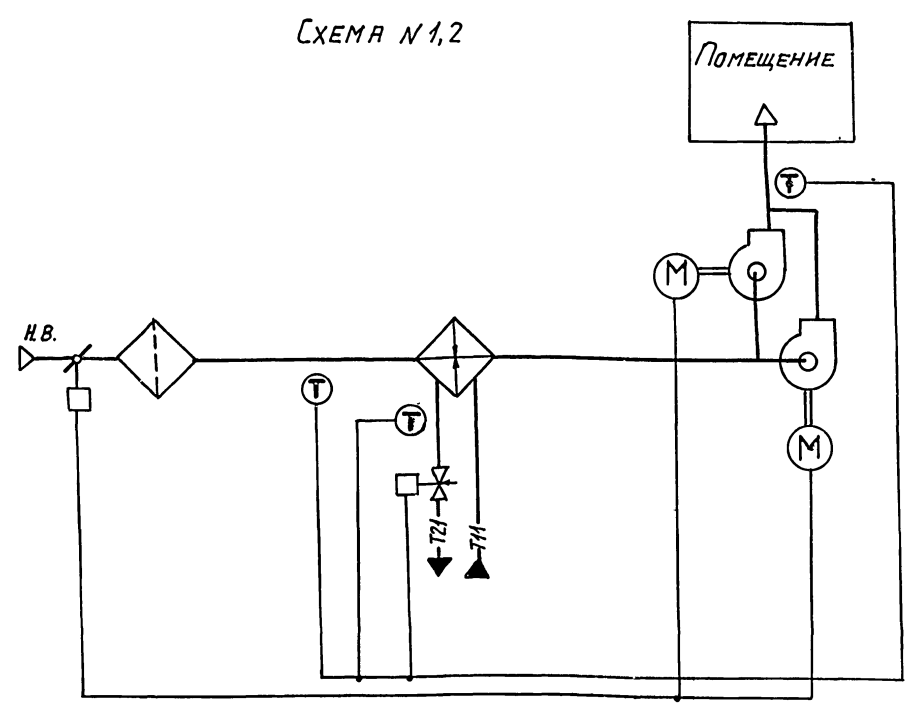 Схема N 1,2
Помещение
Т
М
Н.В.
Т
Т
М
Т21
Т11